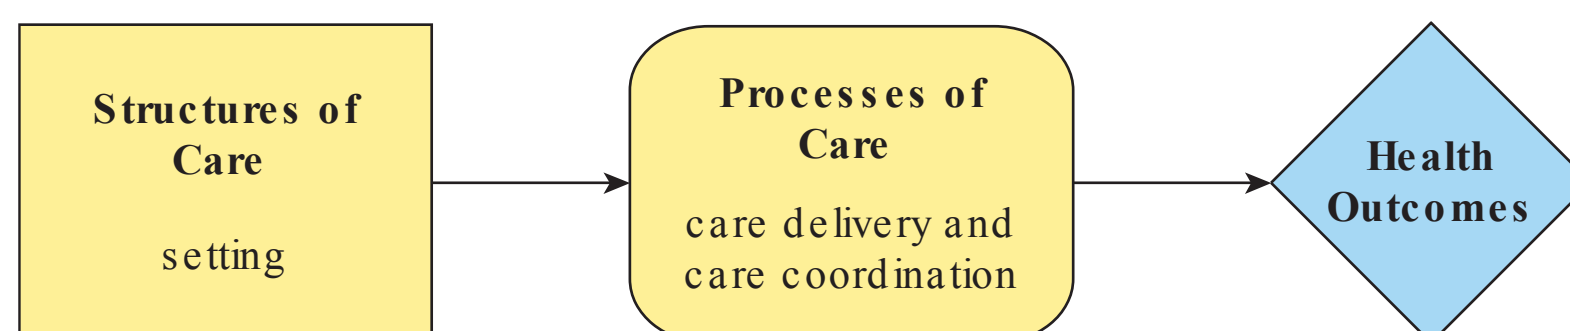 Structures of
Care
setting
Processes of
Care
care delivery and
care coordination
Health
Outcomes